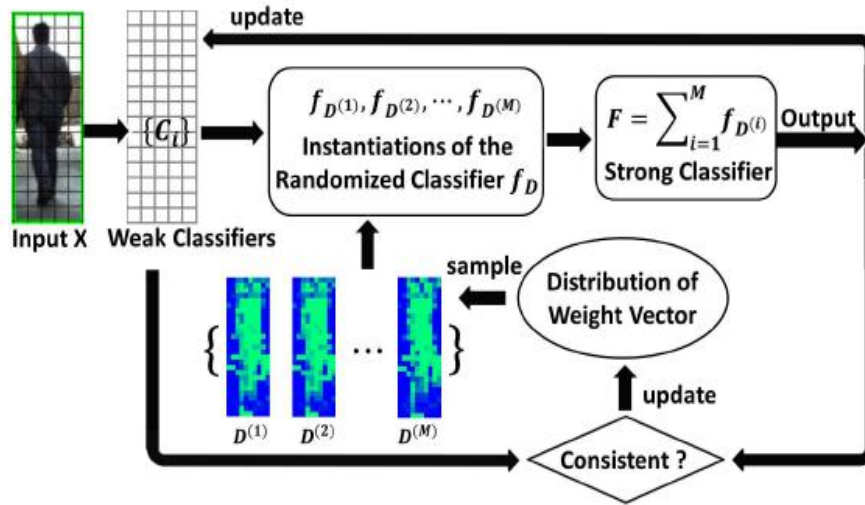 update
f_D(1), f_D(2), ⋯, f_D(M)
Instantiations of the
Randomized Classifier f_D
F = ∑_{i=1}^{M} f_D(i)
Strong Classifier
Output
{C_i}
Input X
Weak Classifiers
sample
Distribution of
Weight Vector
{ ⋯ }
D^(1) D^(2) D^(M)
update
Consistent ?